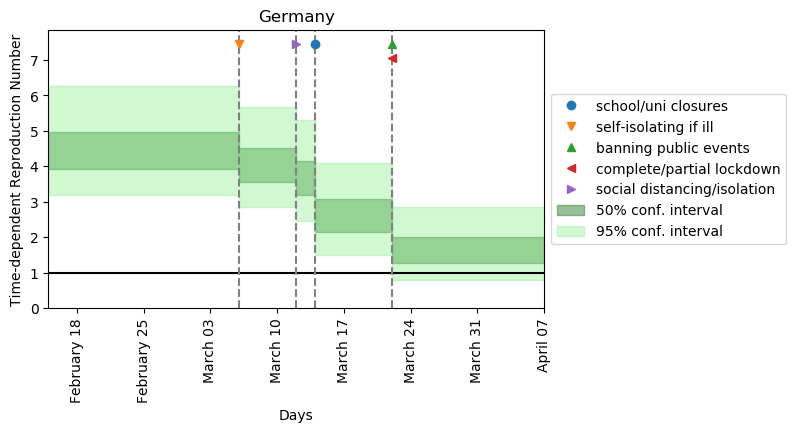 Germany
Time-dependent Reproduction Number
7
6
5
4
3
2
1
0
February 18
February 25
March 03
March 10
March 17
March 24
March 31
April 07
Days
school/uni closures
self-isolating if ill
banning public events
complete/partial lockdown
social distancing/isolation
50% conf. interval
95% conf. interval